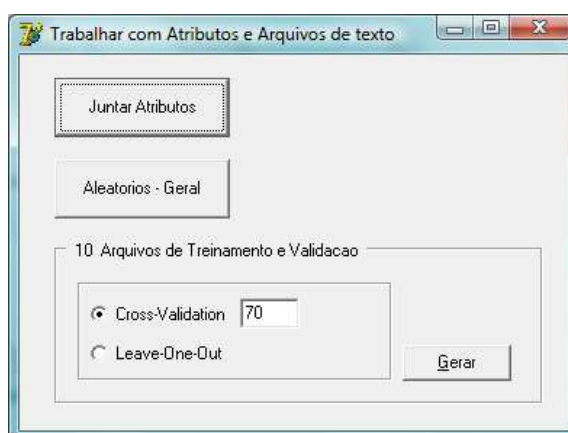 Trabalhar com Atributos e Arquivos de texto
Juntar Atributos
Aleatorios - Geral
10 Arquivos de Treinamento e Validacao
Cross-Validation 70
Leave-One-Out
Gerar